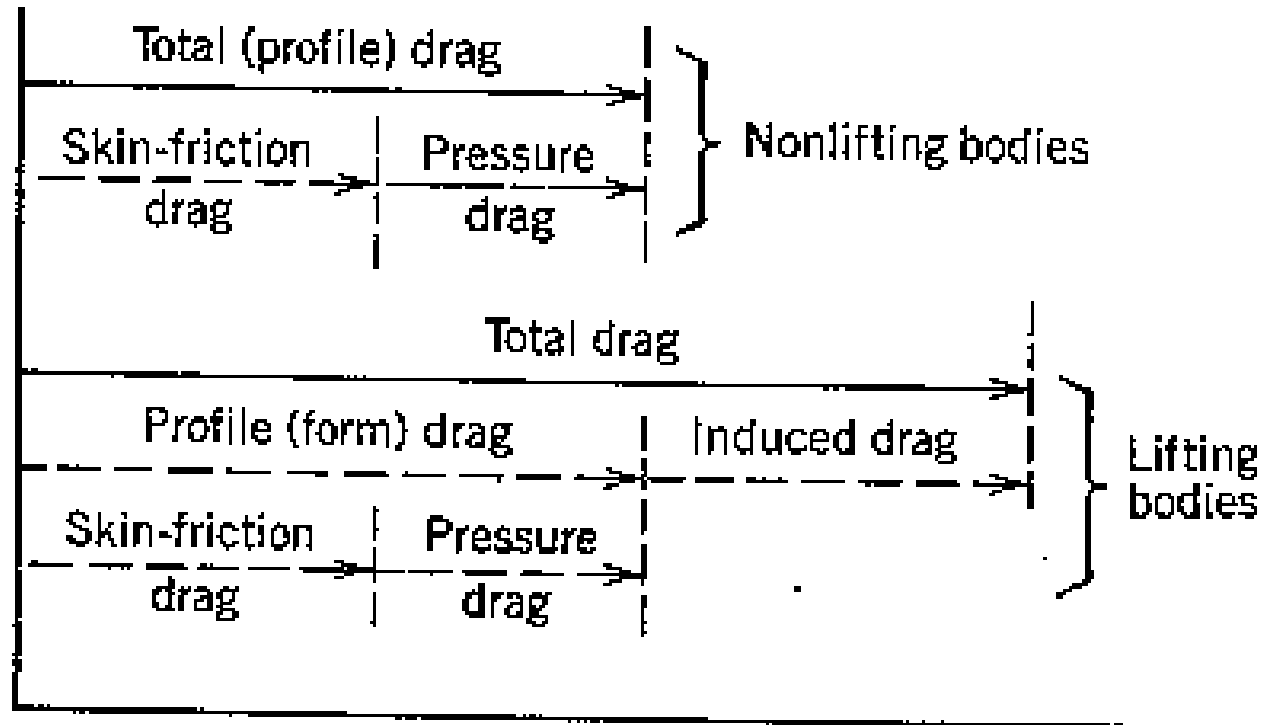 Total (profile) drag
Skin-friction drag
Pressure drag
Nonlifting bodies
Total drag
Profile (form) drag
Induced drag
Skin-friction drag
Pressure drag
Lifting
bodies